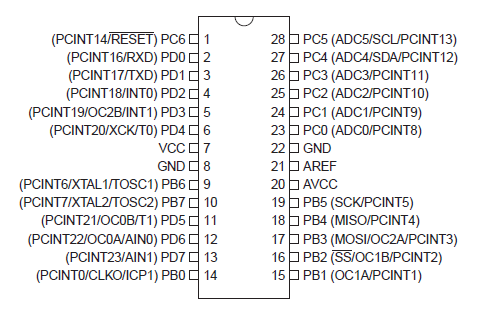 (PCINT14/RESET) PC6 1 28 PC5 (ADC5/SCL/PCINT13)
(PCINT16/RXD) PD0 2 27 PC4 (ADC4/SDA/PCINT12)
(PCINT17/TXD) PD1 3 26 PC3 (ADC3/PCINT11)
(PCINT18/INT0) PD2 4 25 PC2 (ADC2/PCINT10)
(PCINT19/OC2B/INT1) PD3 5 24 PC1 (ADC1/PCINT9)
(PCINT20/XCK/T0) PD4 6 23 PC0 (ADC0/PCINT8)
VCC 7 22 GND
GND 8 21 AREF
(PCINT6/XTAL1/TOSC1) PB6 9 20 AVCC
(PCINT7/XTAL2/TOSC2) PB7 10 19 PB5 (SCK/PCINT5)
(PCINT21/OC0B/T1) PD5 11 18 PB4 (MISO/PCINT4)
(PCINT22/OC0A/AIN0) PD6 12 17 PB3 (MOSI/OC2A/PCINT3)
(PCINT23/AIN1) PD7 13 16 PB2 (SS/OC1B/PCINT2)
(PCINT0/CLKO/ICP1) PB0 14 15 PB1 (OC1A/PCINT1)